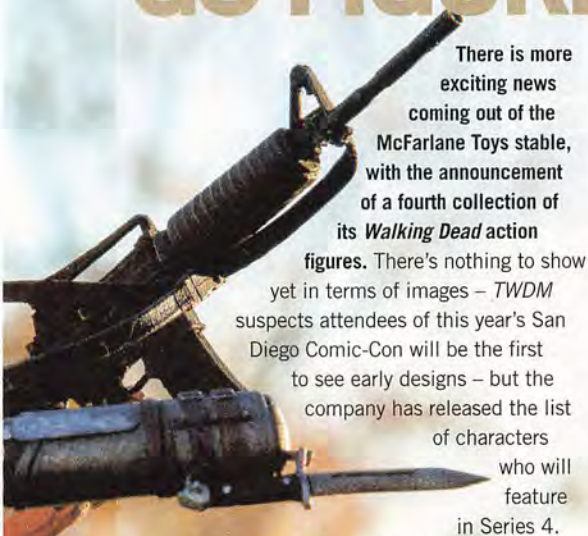 There is more
exciting news
coming out of the
McFarlane Toys stable,
with the announcement
of a fourth collection of
its Walking Dead action
figures. There's nothing to show
yet in terms of images – TWDM
suspects attendees of this year's San
Diego Comic-Con will be the first
to see early designs – but the
company has released the list
of characters
who will
feature
in Series 4.